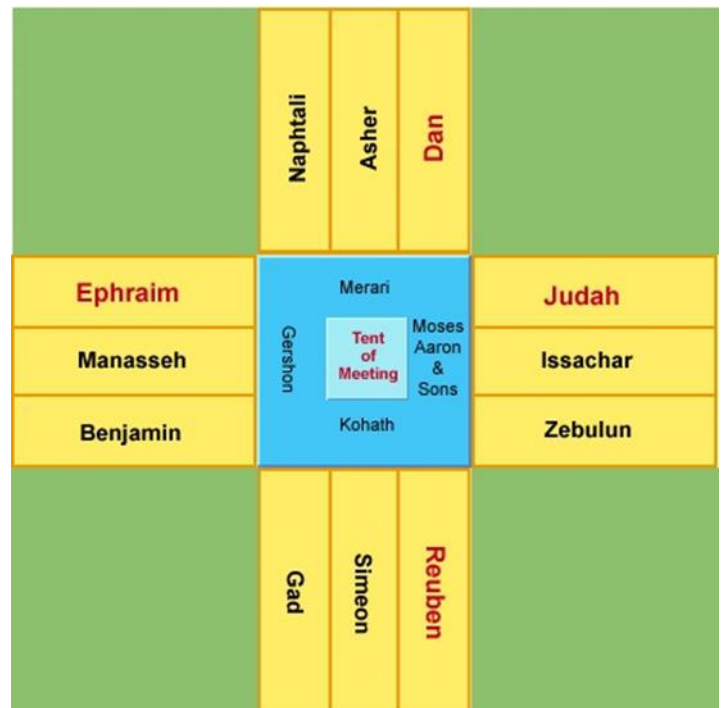 Naphtali
Asher
Dan
Ephraim
Manasseh
Benjamin
Merari
Gershon
Tent
of
Meeting
Moses
Aaron
&
Sons
Kohath
Judah
Issachar
Zebulun
Gad
Simeon
Reuben